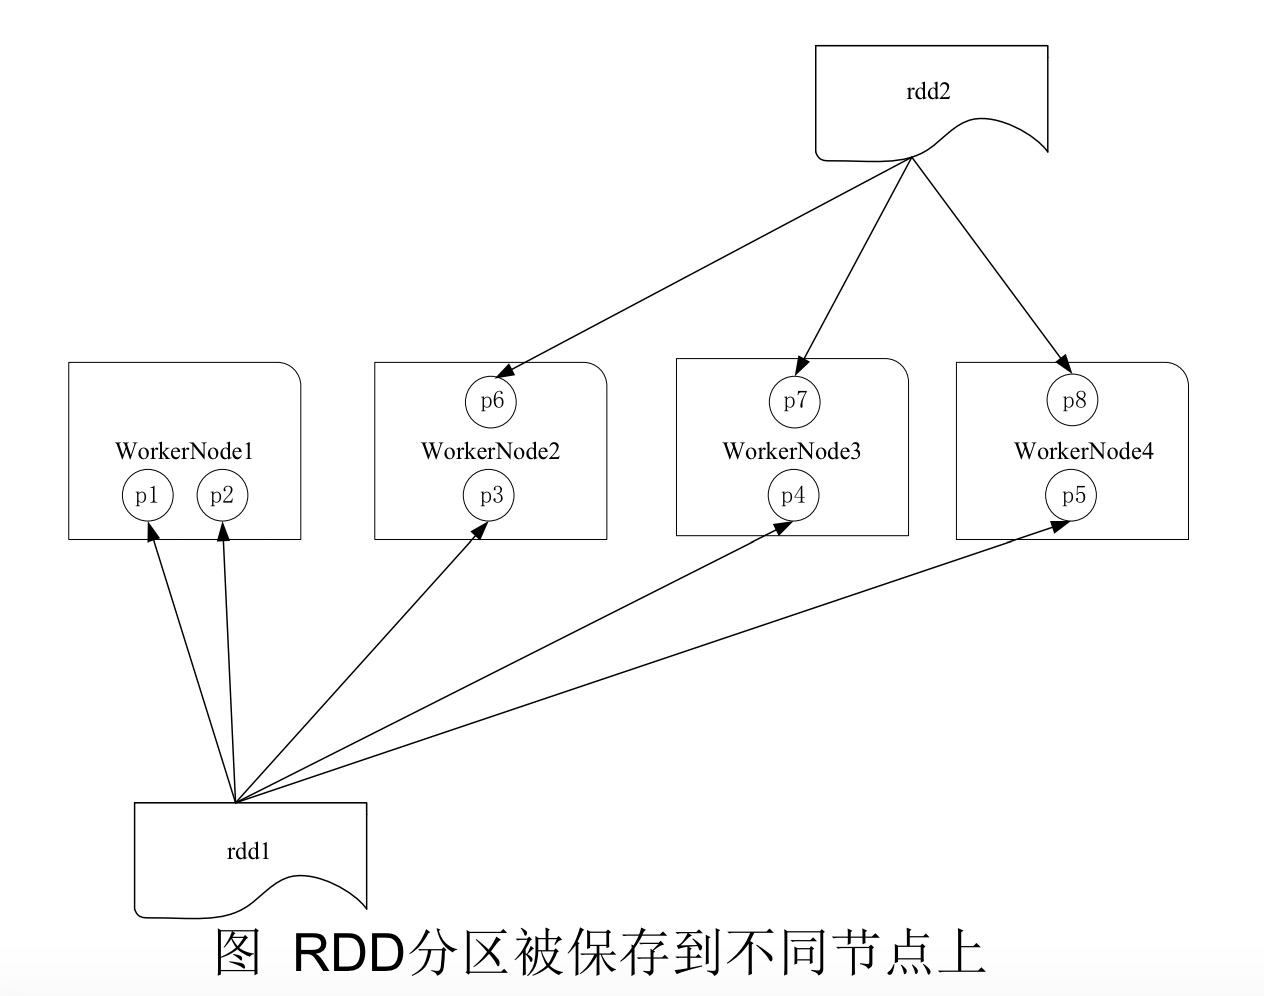 rdd2
p6
p7
p8
WorkerNode1
WorkerNode2
WorkerNode3
WorkerNode4
p1
p2
p3
p4
p5
rdd1
图 RDD分区被保存到不同节点上